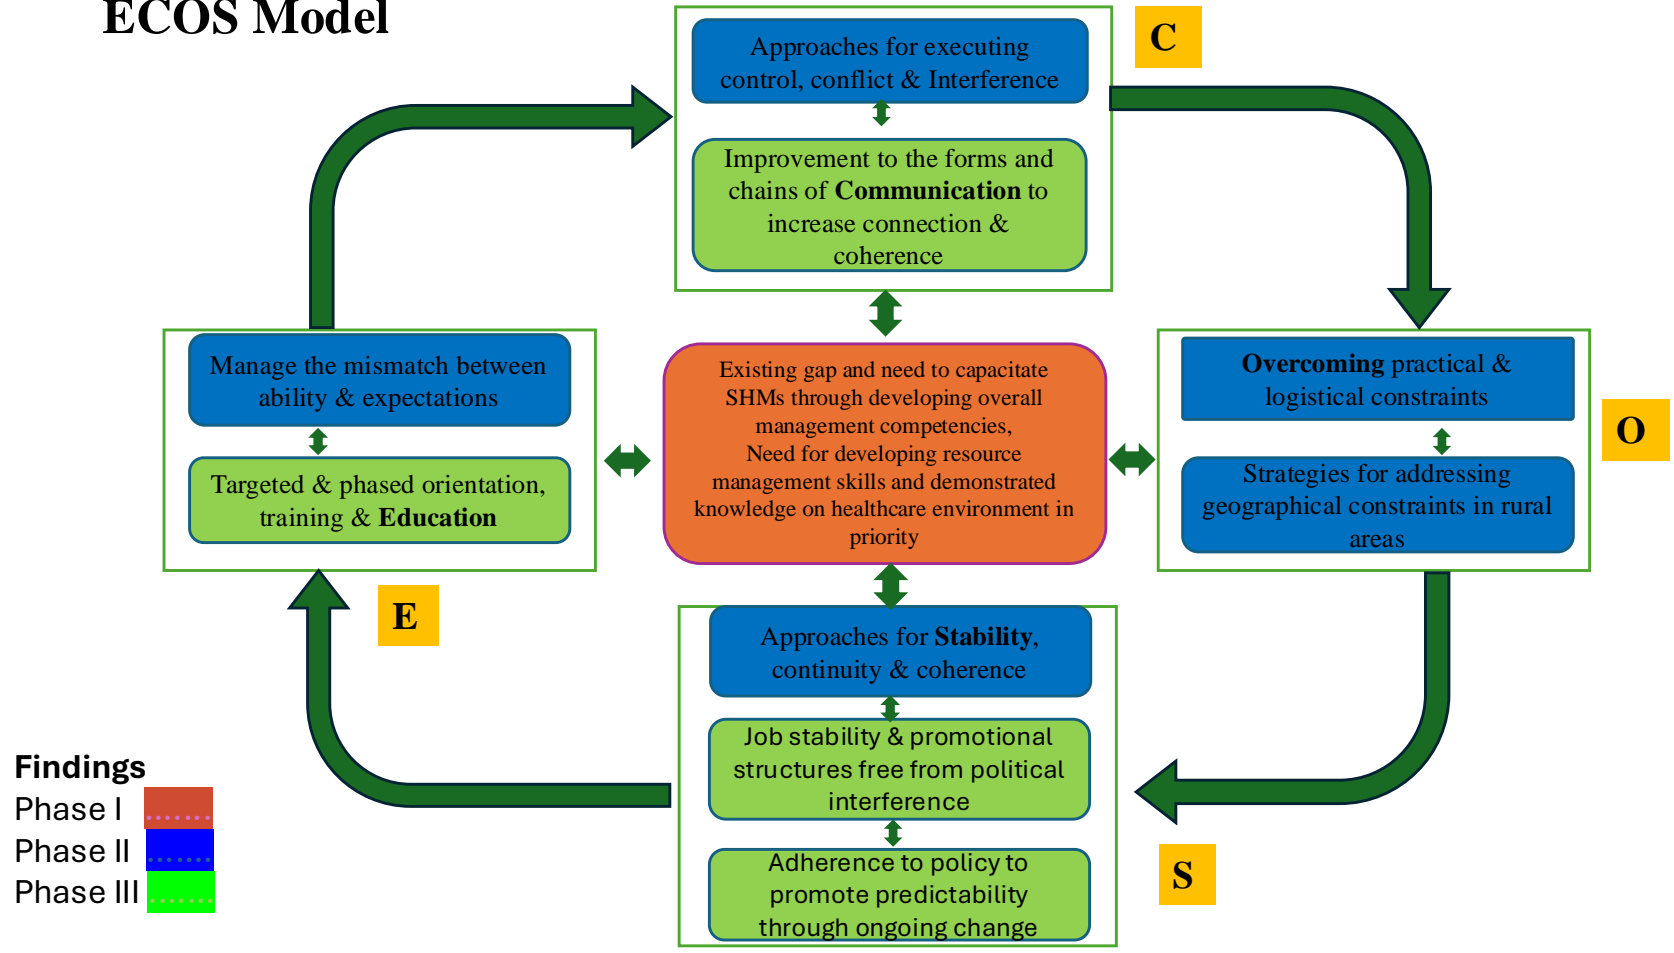 ECOS Model
C
Approaches for executing
control, conflict & Interference
Improvement to the forms and
chains of Communication to
increase connection &
coherence
Manage the mismatch between
ability & expectations
Targeted & phased orientation,
training & Education
E
Existing gap and need to capacitate
SHMs through developing overall
management competencies,
Need for developing resource
management skills and demonstrated
knowledge on healthcare environment in
priority
Overcoming practical &
logistical constraints
Strategies for addressing
geographical constraints in rural
areas
O
Approaches for Stability,
continuity & coherence
Job stability & promotional
structures free from political
interference
Adherence to policy to
promote predictability
through ongoing change
S
Findings
Phase I .......
Phase II .......
Phase III .......